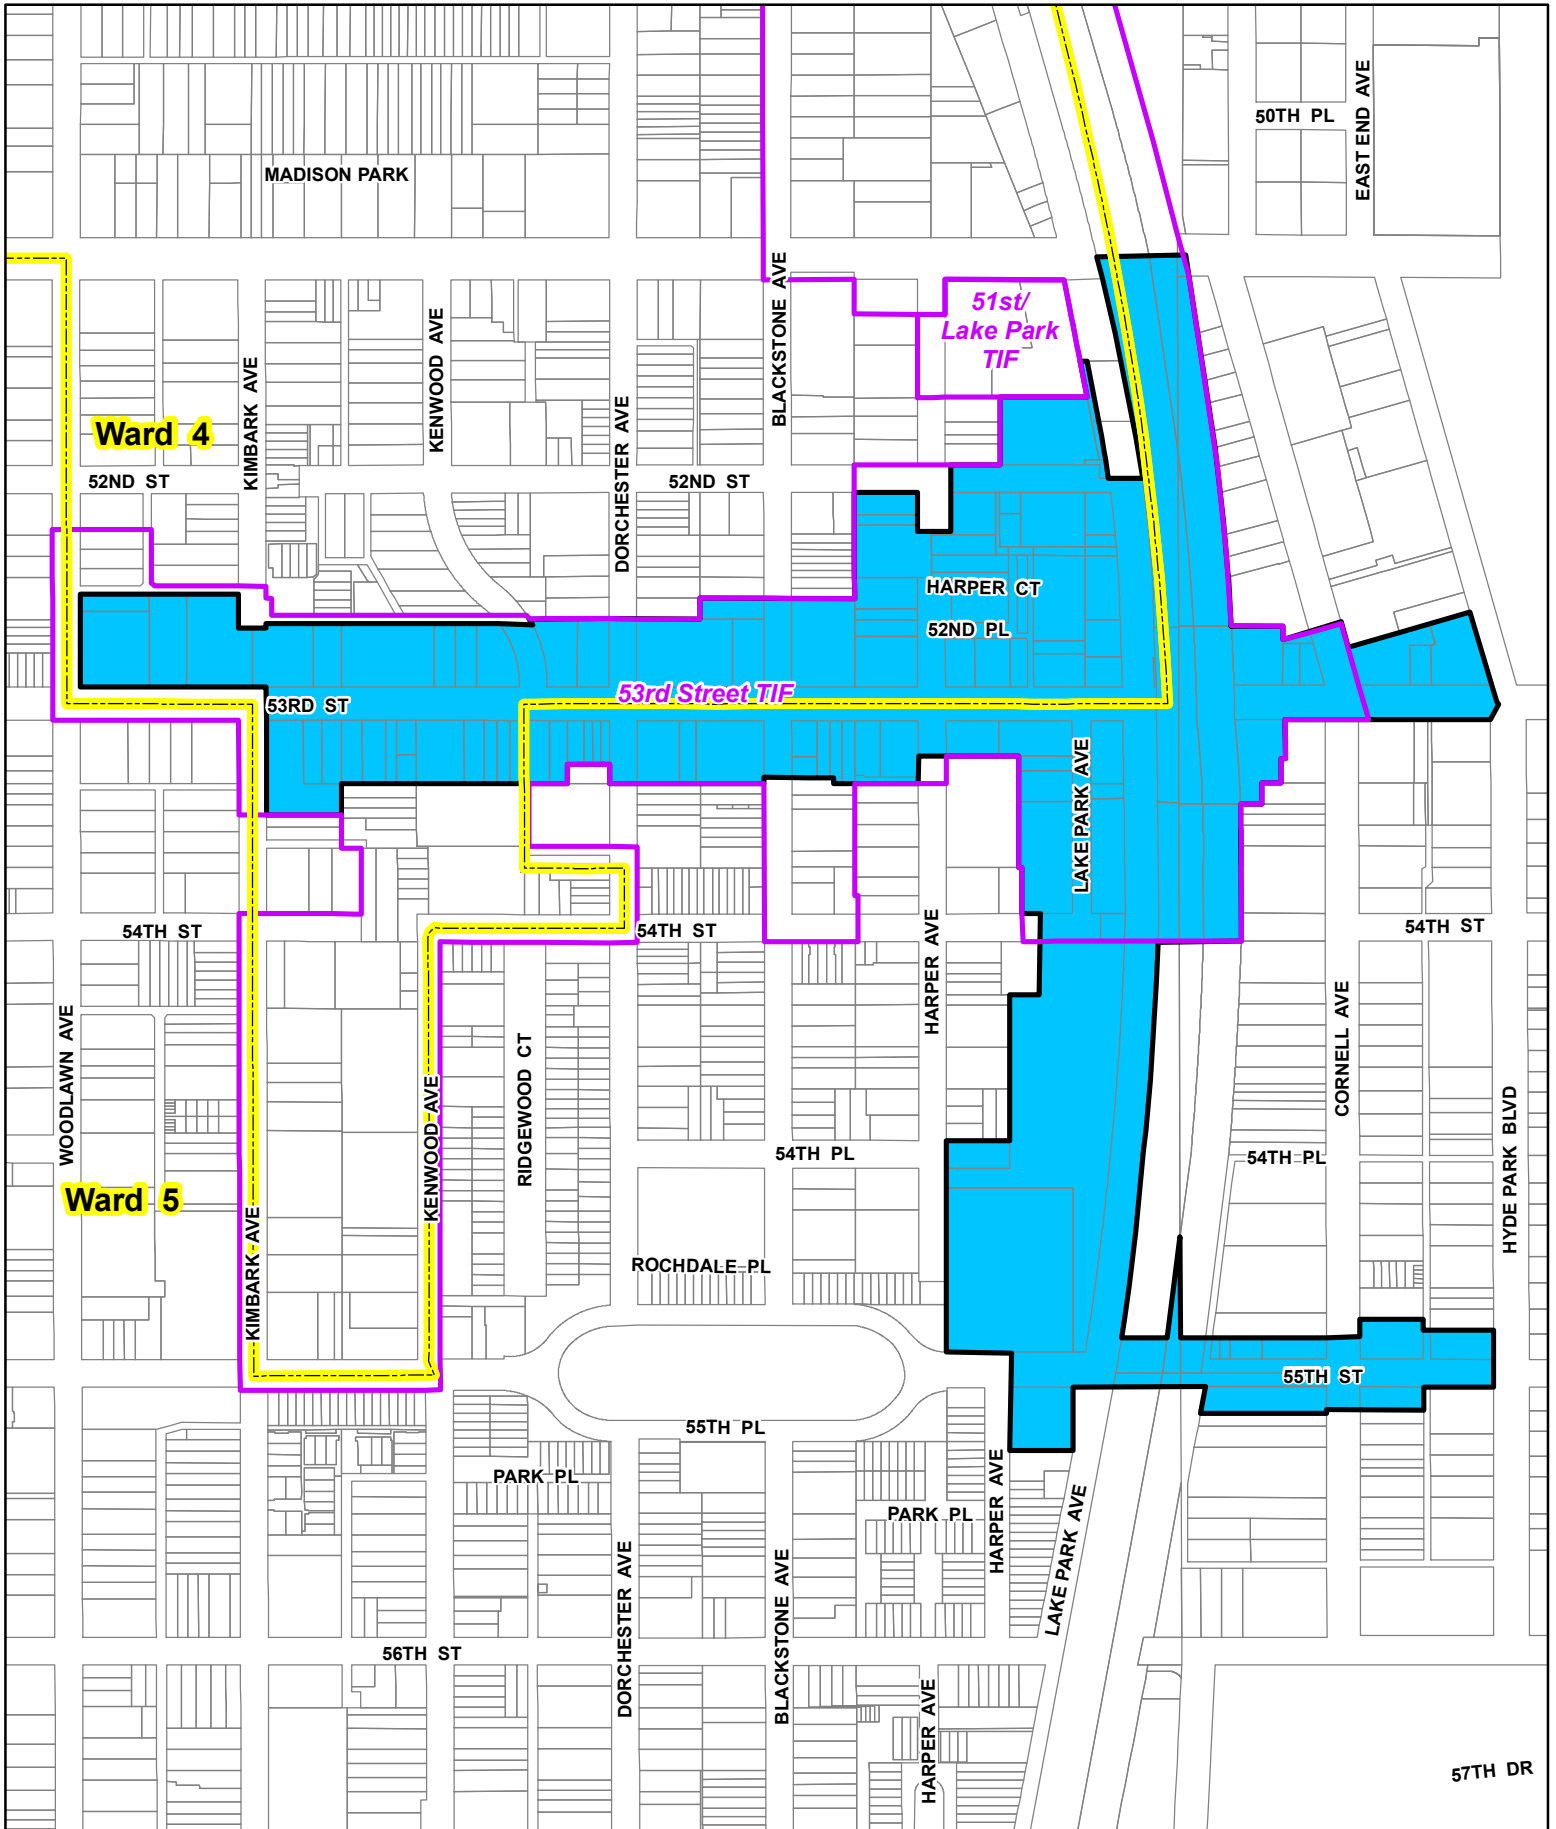 50TH PL
EAST END AVE
MADISON PARK
BLACKSTONE AVE
51st/
Lake Park
TIF
KENWOOD AVE
KIMBARK AVE
DORCHESTER AVE
Ward 4
52ND ST
52ND ST
HARPER CT
52ND PL
53rd Street TIF
53RD ST
LAKE PARK AVE
54TH ST
54TH ST
54TH ST
HARPER AVE
WOODLAWN AVE
RIDGEWOOD CT
CORNELL AVE
KENWOOD AVE
HYDE PARK BLVD
54TH PL
54TH PL
Ward 5
KIMBARK AVE
ROCHDALE PL
55TH ST
55TH PL
PARK PL
PARK PL
HARPER AVE
LAKE PARK AVE
DORCHESTER AVE
BLACKSTONE AVE
56TH ST
HARPER AVE
57TH DR